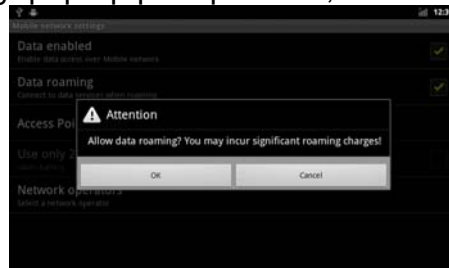 12:3
Mobile network settings
Data enabled
Enable data access over Mobile network
Data roaming
Connect to data services when roaming
Access Poi
Attention
Allow data roaming? You may incur significant roaming charges!
Use only 2
OK
Cancel
Network operators
Select a network operator